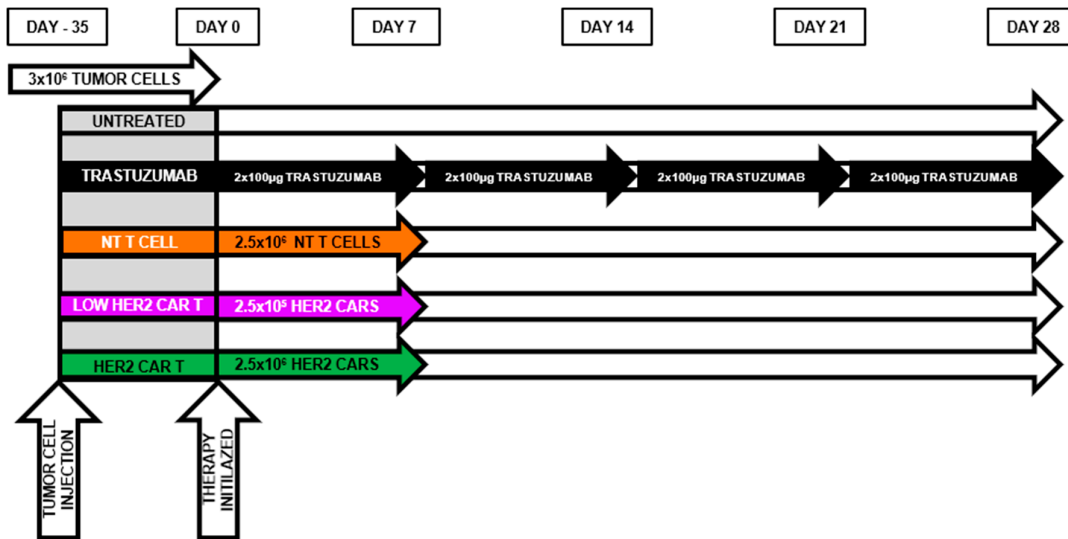 DAY - 35
DAY 0
DAY 7
DAY 14
DAY 21
DAY 28
3x10⁶ TUMOR CELLS
UNTREATED
TRASTUZUMAB
2x100µg TRASTUZUMAB
2x100µg TRASTUZUMAB
2x100µg TRASTUZUMAB
2x100µg TRASTUZUMAB
NT T CELL
2.5x10⁶ NT T CELLS
LOW HER2 CAR T
2.5x10⁵ HER2 CARS
HER2 CAR T
2.5x10⁶ HER2 CARS
TUMOR CELL
INJECTION
THERAPY
INITILAZED